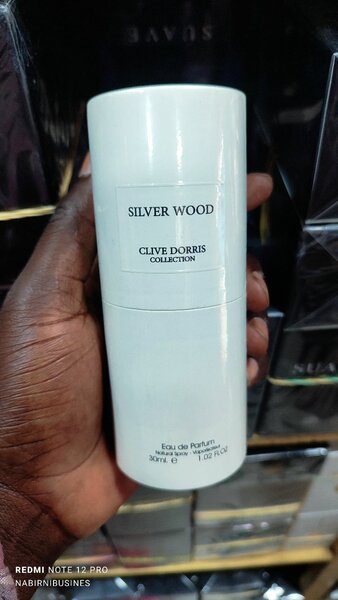 SUAVE
SILVER WOOD
CLIVE DORRIS
COLLECTION
Eau de Parfum
Natural Spray - Vaporisateur
30ml. e 1.02 Fl.Oz
REDMI NOTE 12 PRO
NABIRNIBUSINES